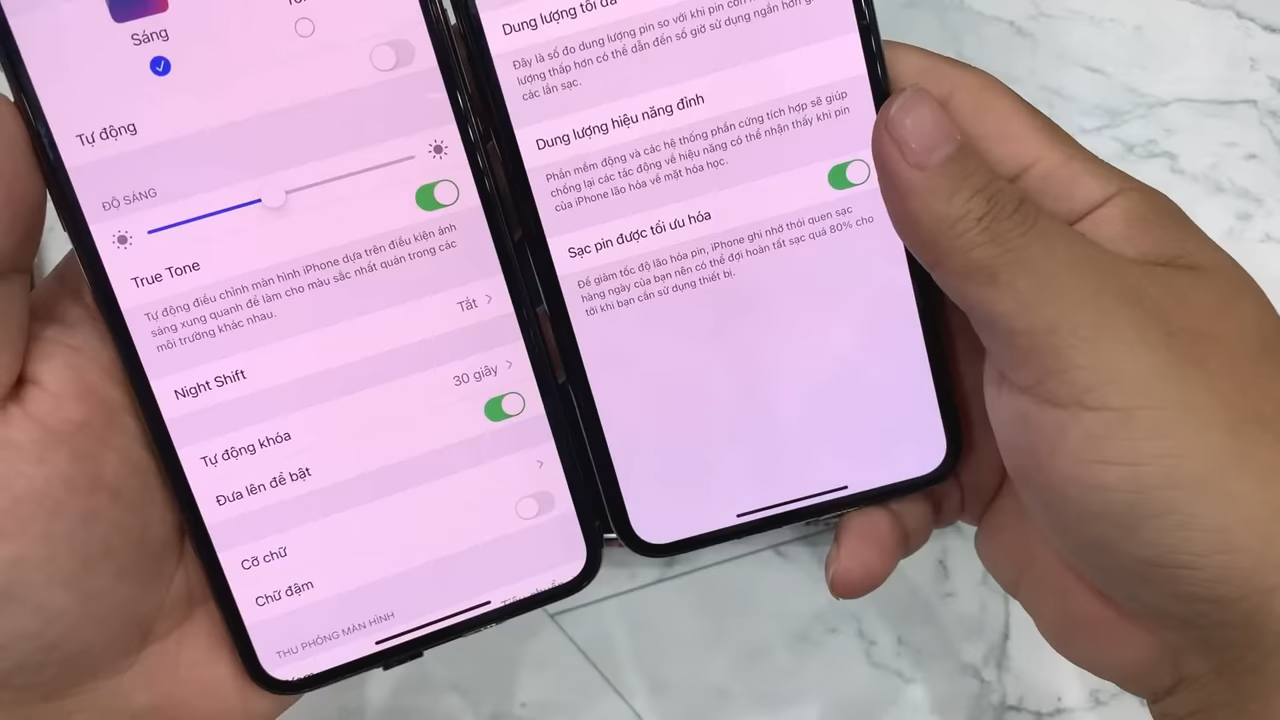 Sáng
Tự động
ĐỘ SÁNG
True Tone
Tự động điều chỉnh màn hình iPhone dựa trên điều kiện ánh
sáng xung quanh để làm cho màu sắc nhất quán trong các
môi trường khác nhau.
Night Shift
Tắt
Tự động khóa
30 giây
Đưa lên để bật
Cỡ chữ
Chữ đậm
THU PHÓNG MÀN HÌNH
Dung lượng tối đa
Đây là số đo dung lượng pin so với khi pin còn
lượng thấp hơn có thể dẫn đến số giờ sử dụng ngắn hơn
các lần sạc.
Dung lượng hiệu năng đỉnh
Phần mềm động và các hệ thống phần cứng tích hợp sẽ giúp
chống lại các tác động về hiệu năng có thể nhận thấy khi pin
của iPhone lão hóa về mặt hóa học.
Sạc pin được tối ưu hóa
Để giảm tốc độ lão hóa pin, iPhone ghi nhớ thói quen sạc
hàng ngày của bạn nên có thể đợi hoàn tất sạc quá 80% cho
tới khi bạn cần sử dụng thiết bị.